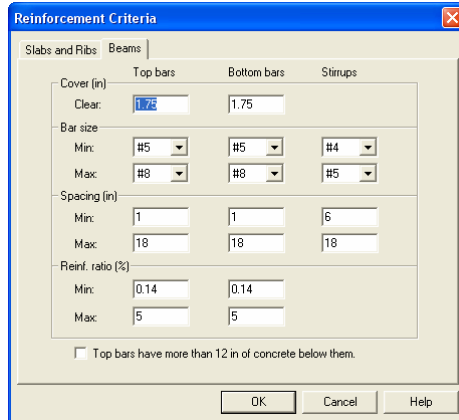 Reinforcement Criteria
Slabs and Ribs Beams
Top bars Bottom bars Stirrups
Cover (in)
Clear: 1.75 1.75
Bar size
Min: #5 #5 #4
Max: #8 #8 #5
Spacing (in)
Min: 1 1 6
Max: 18 18 18
Reinf. ratio (%)
Min: 0.14 0.14
Max: 5 5
Top bars have more than 12 in of concrete below them.
OK Cancel Help